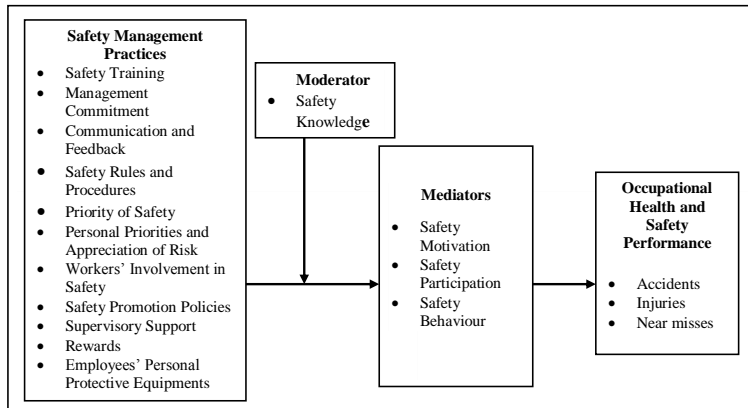 Safety Management
Practices
• Safety Training
• Management
Commitment
• Communication and
Feedback
• Safety Rules and
Procedures
• Priority of Safety
• Personal Priorities and
Appreciation of Risk
• Workers’ Involvement in
Safety
• Safety Promotion Policies
• Supervisory Support
• Rewards
• Employees’ Personal
Protective Equipments
Moderator
• Safety
Knowledge
Mediators
• Safety
Motivation
• Safety
Participation
• Safety
Behaviour
Occupational
Health and
Safety
Performance
• Accidents
• Injuries
• Near misses